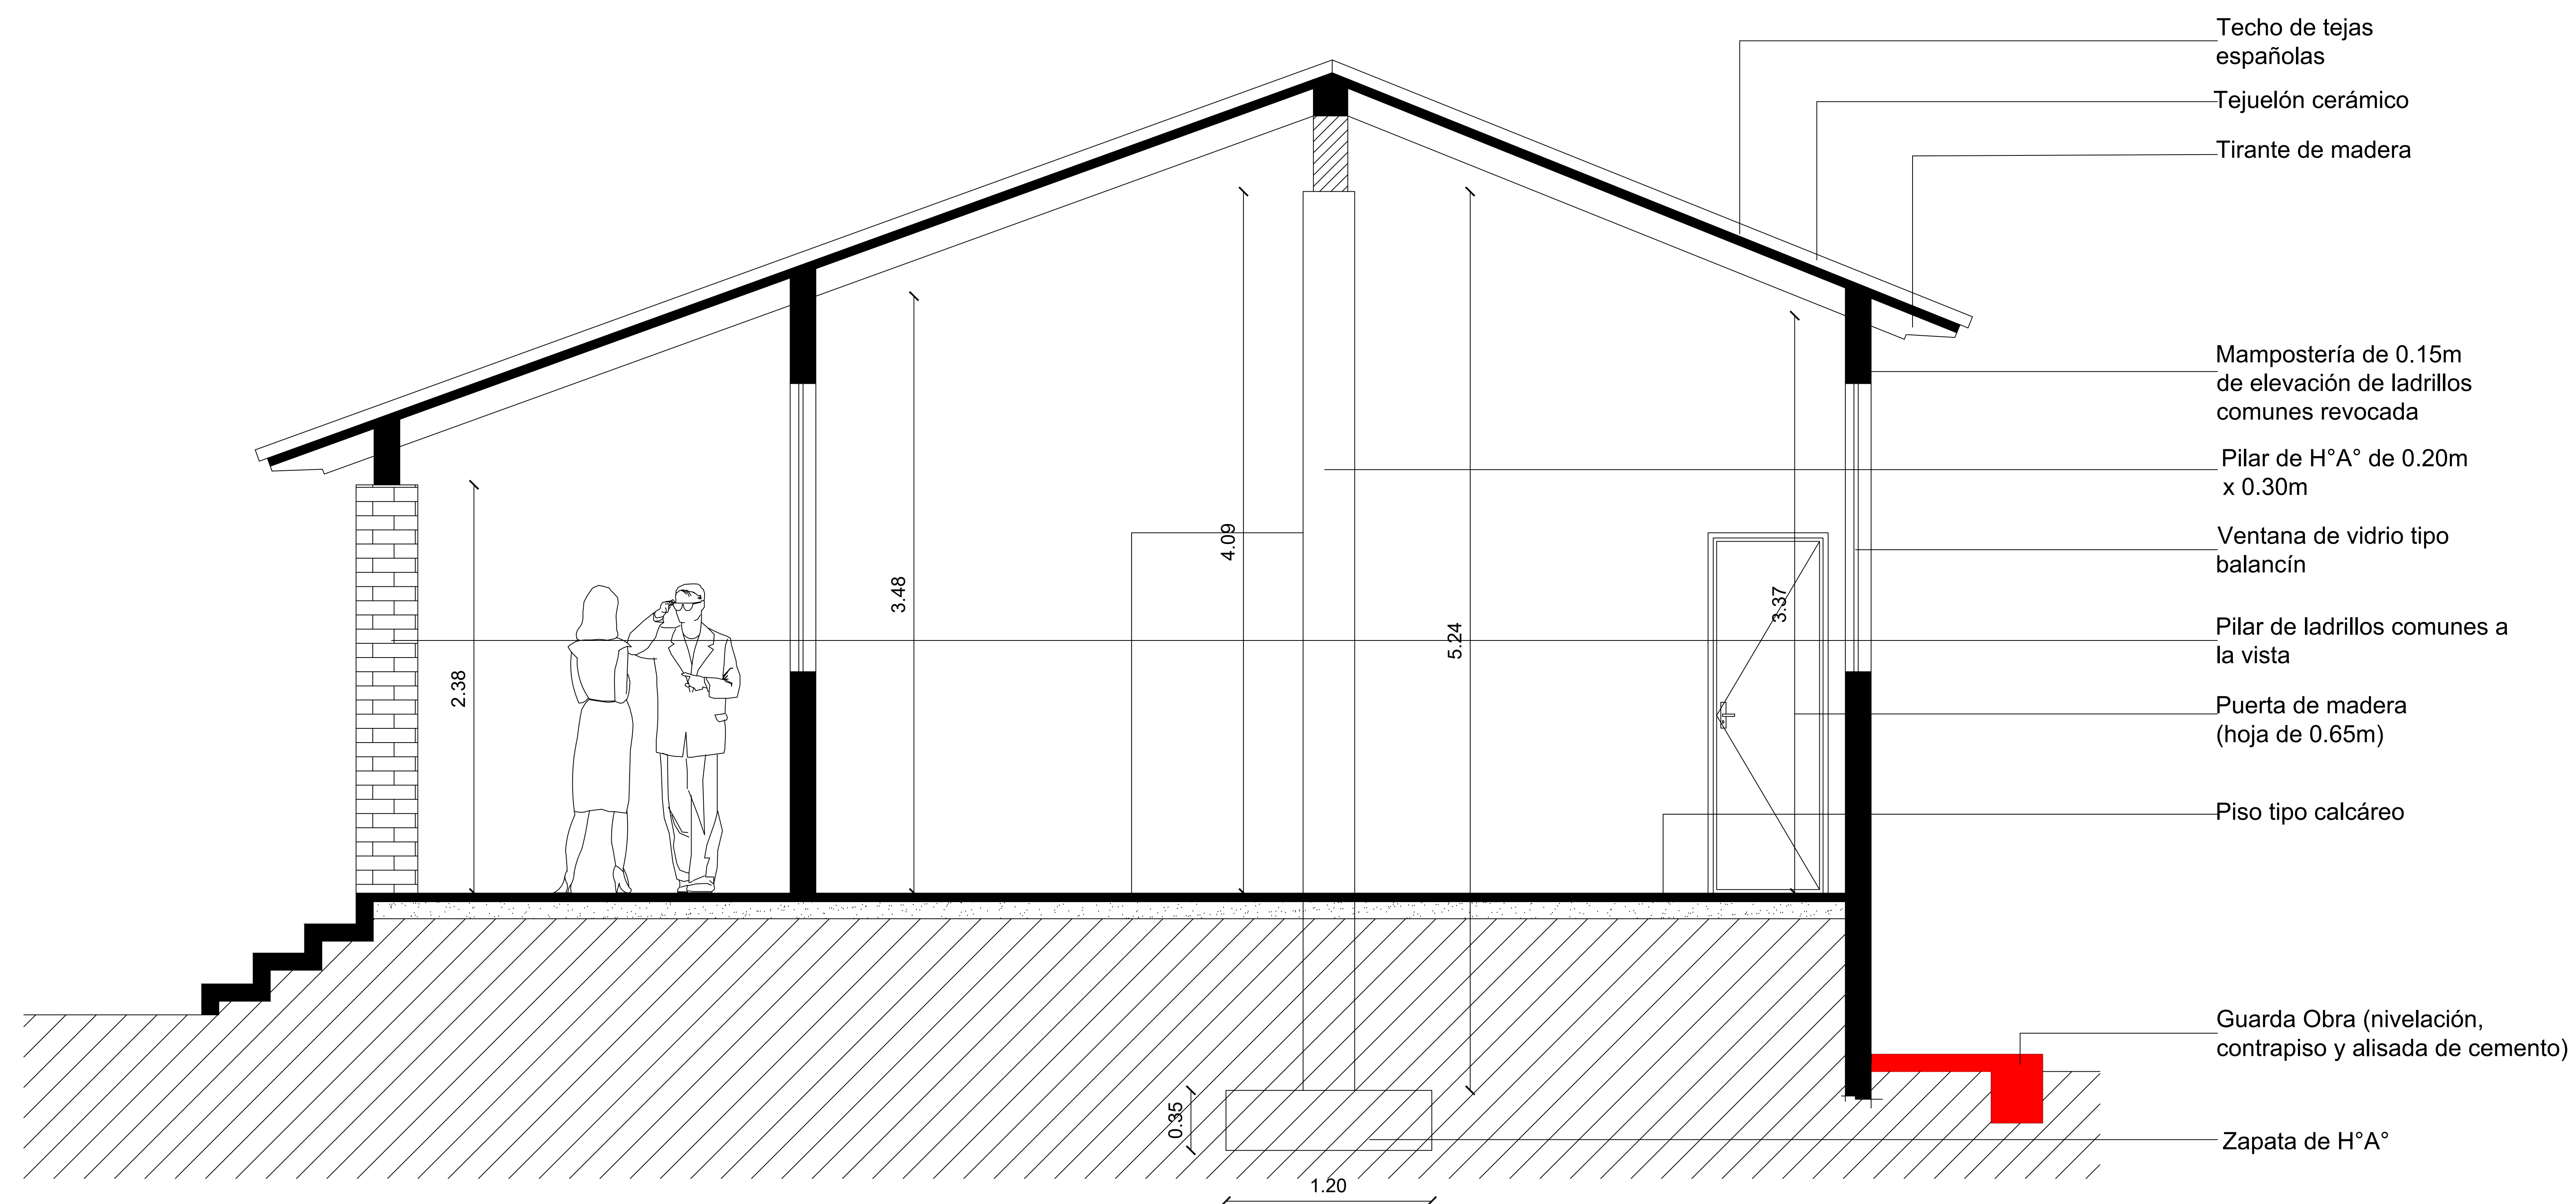 Techo de tejas
españolas
Tejuelón cerámico
Tirante de madera
Mampostería de 0.15m
de elevación de ladrillos
comunes revocada
Pilar de H°A° de 0.20m
x 0.30m
Ventana de vidrio tipo
balancín
Pilar de ladrillos comunes a
la vista
Puerta de madera
(hoja de 0.65m)
Piso tipo calcáreo
Guarda Obra (nivelación,
contrapiso y alisada de cemento)
Zapata de H°A°
2.38
3.48
4.09
5.24
3.37
0.35
1.20